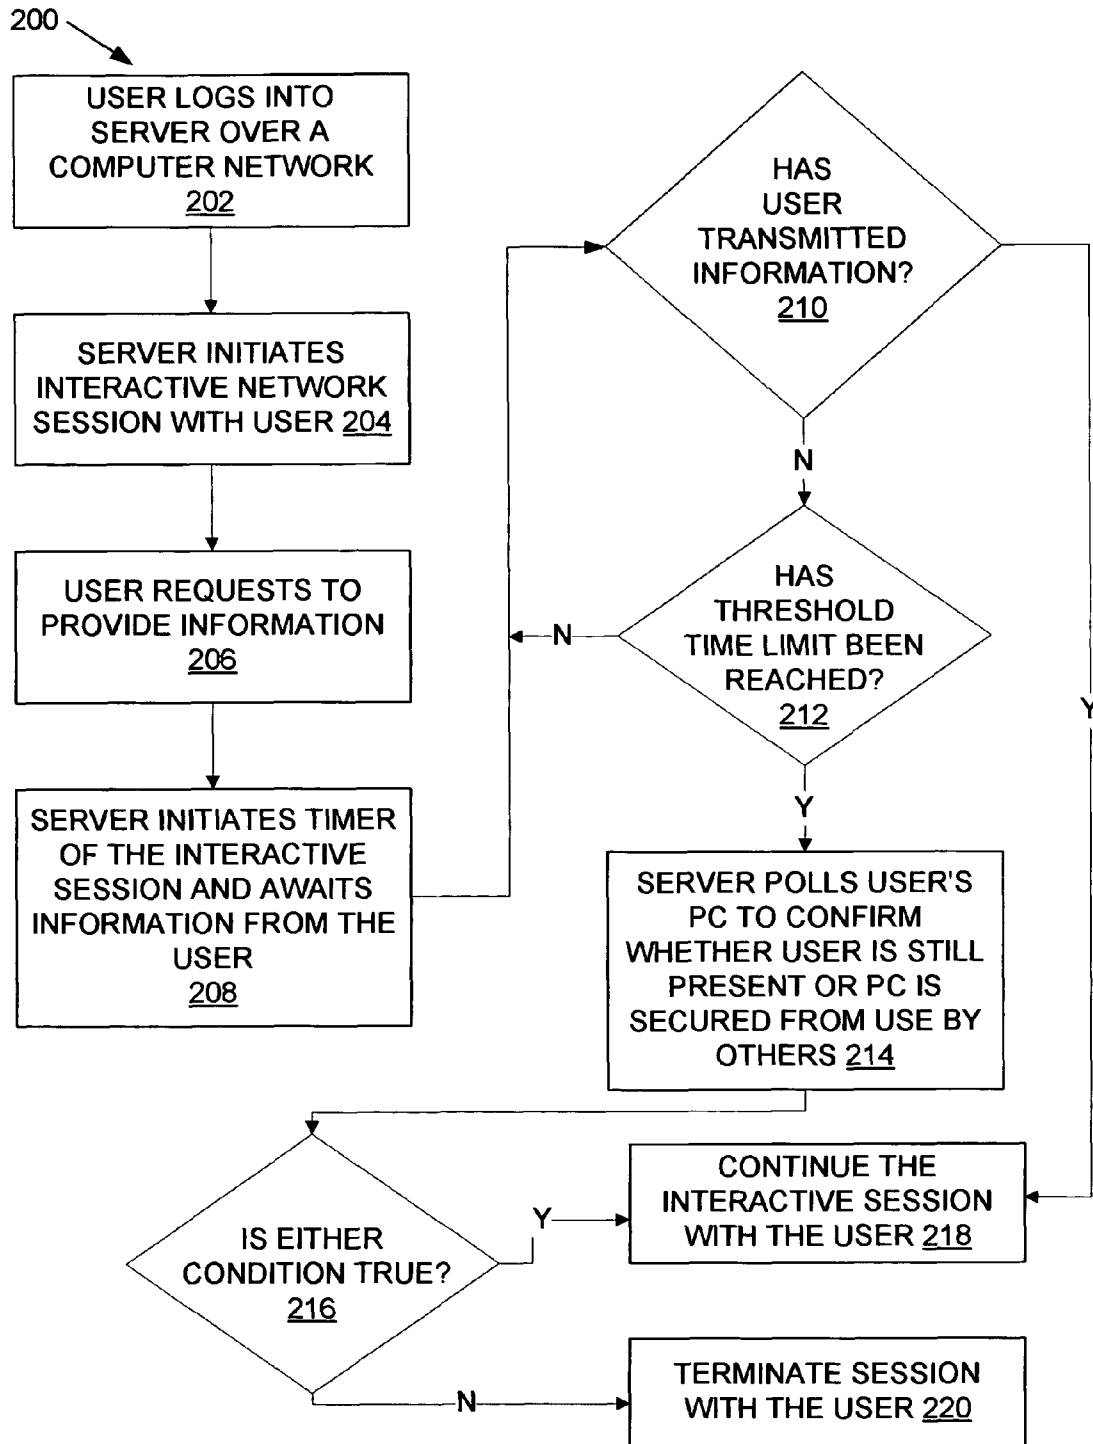 200
USER LOGS INTO
SERVER OVER A
COMPUTER NETWORK
202
SERVER INITIATES
INTERACTIVE NETWORK
SESSION WITH USER 204
USER REQUESTS TO
PROVIDE INFORMATION
206
SERVER INITIATES TIMER
OF THE INTERACTIVE
SESSION AND AWAITS
INFORMATION FROM THE
USER
208
HAS
USER
TRANSMITTED
INFORMATION?
210
N
Y
HAS
THRESHOLD
TIME LIMIT BEEN
REACHED?
212
N
Y
SERVER POLLS USER'S
PC TO CONFIRM
WHETHER USER IS STILL
PRESENT OR PC IS
SECURED FROM USE BY
OTHERS 214
IS EITHER
CONDITION TRUE?
216
Y
N
CONTINUE THE
INTERACTIVE SESSION
WITH THE USER 218
TERMINATE SESSION
WITH THE USER 220